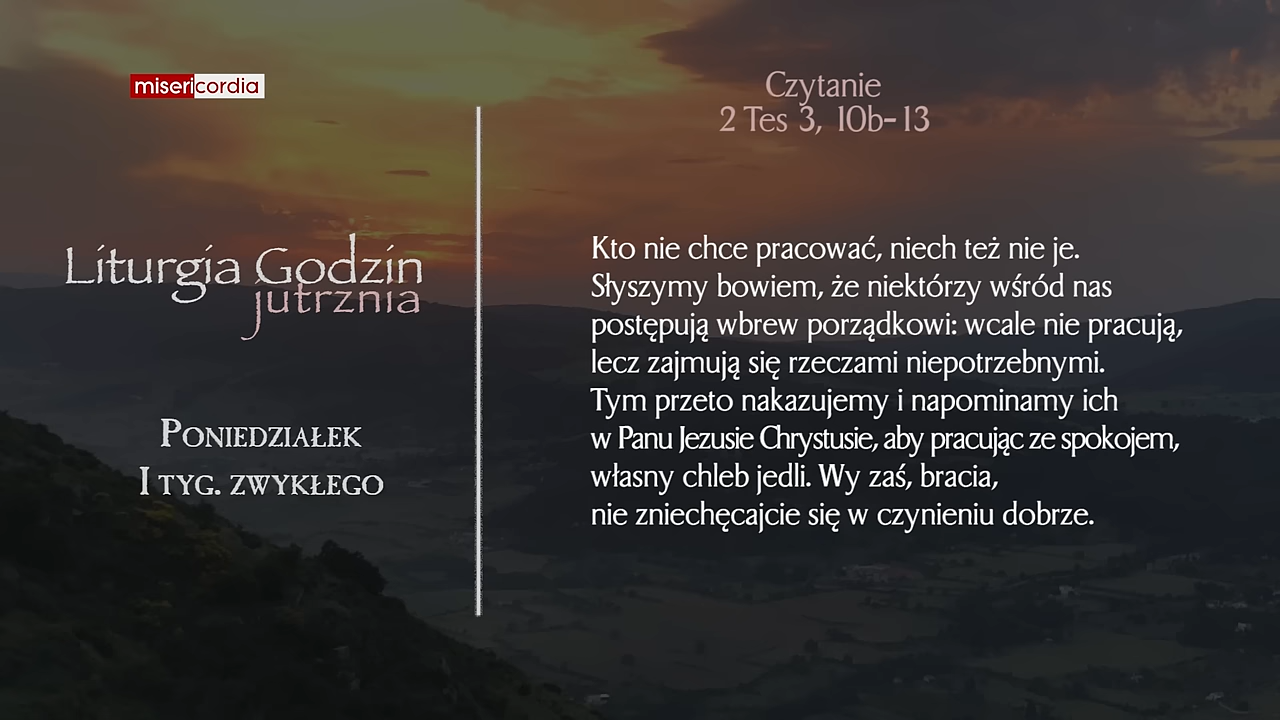 misericordia
Liturgia Godzin
jutrznia
Poniedziałek
I tyg. zwykłego
Czytanie
2 Tes 3, 10b-13
Kto nie chce pracować, niech też nie je.
Słyszymy bowiem, że niektórzy wśród nas
postępują wbrew porządkowi: wcale nie pracują,
lecz zajmują się rzeczami niepotrzebnymi.
Tym przeto nakazujemy i napominamy ich
w Panu Jezusie Chrystusie, aby pracując ze spokojem,
własny chleb jedli. Wy zaś, bracia,
nie zniechęcajcie się w czynieniu dobrze.